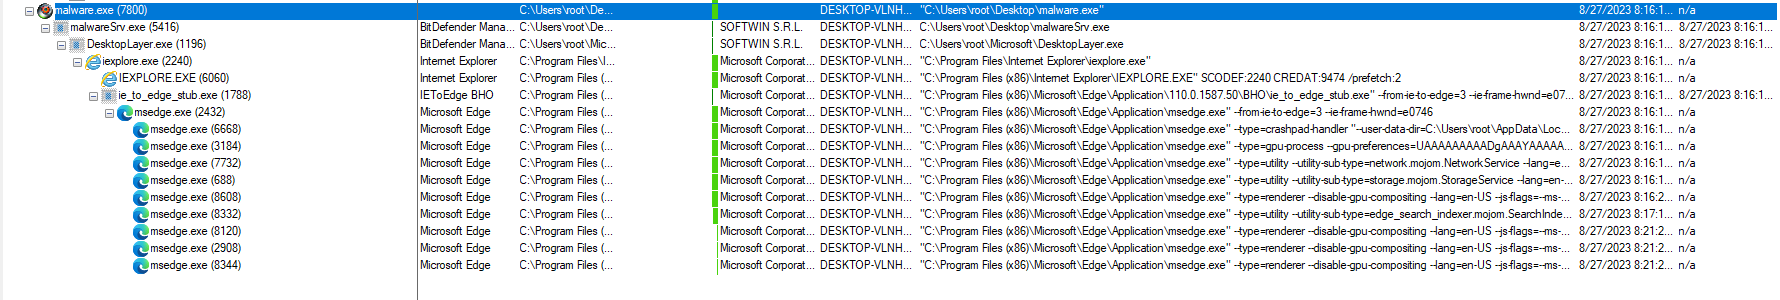 malware.exe (7800) C:\Users\root\De... DESKTOP-VLNH... "C:\Users\root\Desktop\malware.exe" 8/27/2023 8:16:1... n/a
malwareSrv.exe (5416) BitDefender Mana... C:\Users\root\De... SOFTWIN S.R.L. DESKTOP-VLNH... C:\Users\root\Desktop\malwareSrv.exe 8/27/2023 8:16:1... 8/27/2023 8:16:1...
DesktopLayer.exe (1196) BitDefender Mana... C:\Users\root\Mic... SOFTWIN S.R.L. DESKTOP-VLNH... C:\Users\root\Microsoft\DesktopLayer.exe 8/27/2023 8:16:1... 8/27/2023 8:16:1...
iexplore.exe (2240) Internet Explorer C:\Program Files\I... Microsoft Corporat... DESKTOP-VLNH... "C:\Program Files\Internet Explorer\iexplore.exe" 8/27/2023 8:16:1... n/a
IEXPLORE.EXE (6060) Internet Explorer C:\Program Files (... Microsoft Corporat... DESKTOP-VLNH... "C:\Program Files (x86)\Internet Explorer\IEXPLORE.EXE" SCODEF:2240 CREDAT:9474 /prefetch:2 8/27/2023 8:16:1... n/a
ie_to_edge_stub.exe (1788) IEToEdge BHO C:\Program Files (... Microsoft Corporat... DESKTOP-VLNH... "C:\Program Files (x86)\Microsoft\Edge\Application\110.0.1587.50\BHO\ie_to_edge_stub.exe" --from-ie-to-edge=3 --ie-frame-hwnd=e07... 8/27/2023 8:16:1... 8/27/2023 8:16:1...
msedge.exe (2432) Microsoft Edge C:\Program Files (... Microsoft Corporat... DESKTOP-VLNH... "C:\Program Files (x86)\Microsoft\Edge\Application\msedge.exe" --from-ie-to-edge=3 --ie-frame-hwnd=e0746 8/27/2023 8:16:1... n/a
msedge.exe (6668) Microsoft Edge C:\Program Files (... Microsoft Corporat... DESKTOP-VLNH... "C:\Program Files (x86)\Microsoft\Edge\Application\msedge.exe" --type=crashpad-handler "--user-data-dir=C:\Users\root\AppData\Loc... 8/27/2023 8:16:1... n/a
msedge.exe (3184) Microsoft Edge C:\Program Files (... Microsoft Corporat... DESKTOP-VLNH... "C:\Program Files (x86)\Microsoft\Edge\Application\msedge.exe" --type=gpu-process --gpu-preferences=UAAAAAAAAADgAAAYAAAAA... 8/27/2023 8:16:1... n/a
msedge.exe (7732) Microsoft Edge C:\Program Files (... Microsoft Corporat... DESKTOP-VLNH... "C:\Program Files (x86)\Microsoft\Edge\Application\msedge.exe" --type=utility --utility-sub-type=network.mojom.NetworkService --lang=e... 8/27/2023 8:16:1... n/a
msedge.exe (688) Microsoft Edge C:\Program Files (... Microsoft Corporat... DESKTOP-VLNH... "C:\Program Files (x86)\Microsoft\Edge\Application\msedge.exe" --type=utility --utility-sub-type=storage.mojom.StorageService --lang=en-... 8/27/2023 8:16:1... n/a
msedge.exe (8608) Microsoft Edge C:\Program Files (... Microsoft Corporat... DESKTOP-VLNH... "C:\Program Files (x86)\Microsoft\Edge\Application\msedge.exe" --type=renderer --disable-gpu-compositing --lang=en-US --js-flags=--ms-... 8/27/2023 8:16:2... n/a
msedge.exe (8332) Microsoft Edge C:\Program Files (... Microsoft Corporat... DESKTOP-VLNH... "C:\Program Files (x86)\Microsoft\Edge\Application\msedge.exe" --type=utility --utility-sub-type=edge_search_indexer.mojom.SearchInde... 8/27/2023 8:17:1... n/a
msedge.exe (8120) Microsoft Edge C:\Program Files (... Microsoft Corporat... DESKTOP-VLNH... "C:\Program Files (x86)\Microsoft\Edge\Application\msedge.exe" --type=renderer --disable-gpu-compositing --lang=en-US --js-flags=--ms-... 8/27/2023 8:21:2... n/a
msedge.exe (2908) Microsoft Edge C:\Program Files (... Microsoft Corporat... DESKTOP-VLNH... "C:\Program Files (x86)\Microsoft\Edge\Application\msedge.exe" --type=renderer --disable-gpu-compositing --lang=en-US --js-flags=--ms-... 8/27/2023 8:21:2... n/a
msedge.exe (8344) Microsoft Edge C:\Program Files (... Microsoft Corporat... DESKTOP-VLNH... "C:\Program Files (x86)\Microsoft\Edge\Application\msedge.exe" --type=renderer --disable-gpu-compositing --lang=en-US --js-flags=--ms-... 8/27/2023 8:21:2... n/a